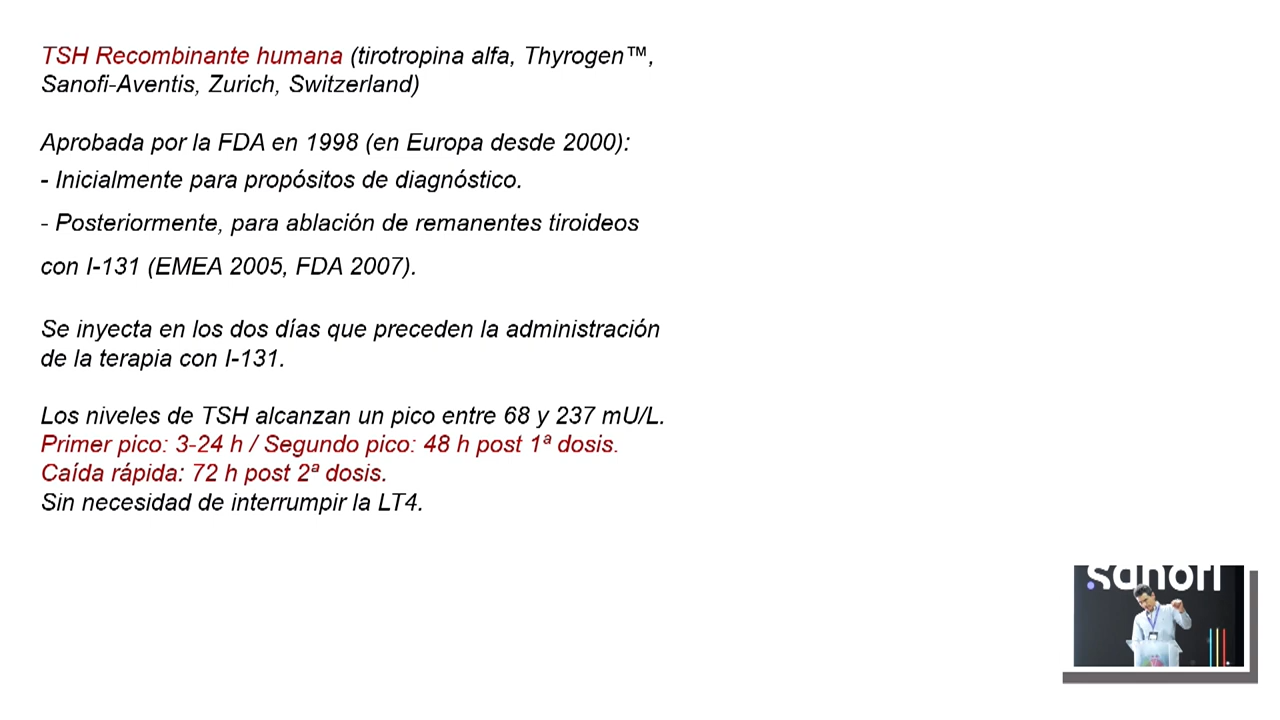 TSH Recombinante humana (tirotropina alfa, Thyrogen™,
Sanofi-Aventis, Zurich, Switzerland)
Aprobada por la FDA en 1998 (en Europa desde 2000):
- Inicialmente para propósitos de diagnóstico.
- Posteriormente, para ablación de remanentes tiroideos
con I-131 (EMEA 2005, FDA 2007).
Se inyecta en los dos días que preceden la administración
de la terapia con I-131.
Los niveles de TSH alcanzan un pico entre 68 y 237 mU/L.
Primer pico: 3-24 h / Segundo pico: 48 h post 1ª dosis.
Caída rápida: 72 h post 2ª dosis.
Sin necesidad de interrumpir la LT4.
sanofi